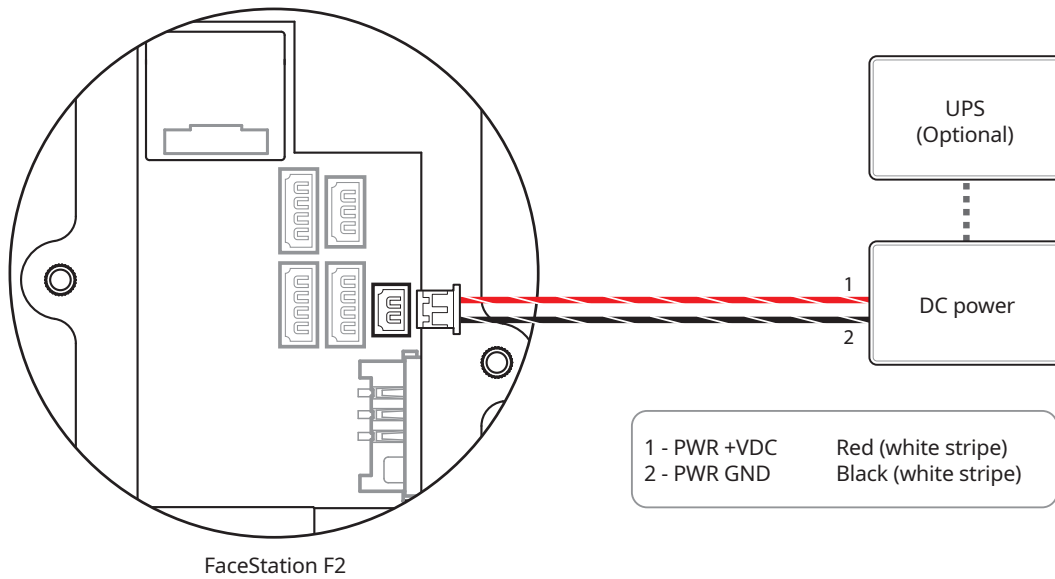 UPS
(Optional)
1
DC power
2
1 - PWR +VDC Red (white stripe)
2 - PWR GND Black (white stripe)
FaceStation F2